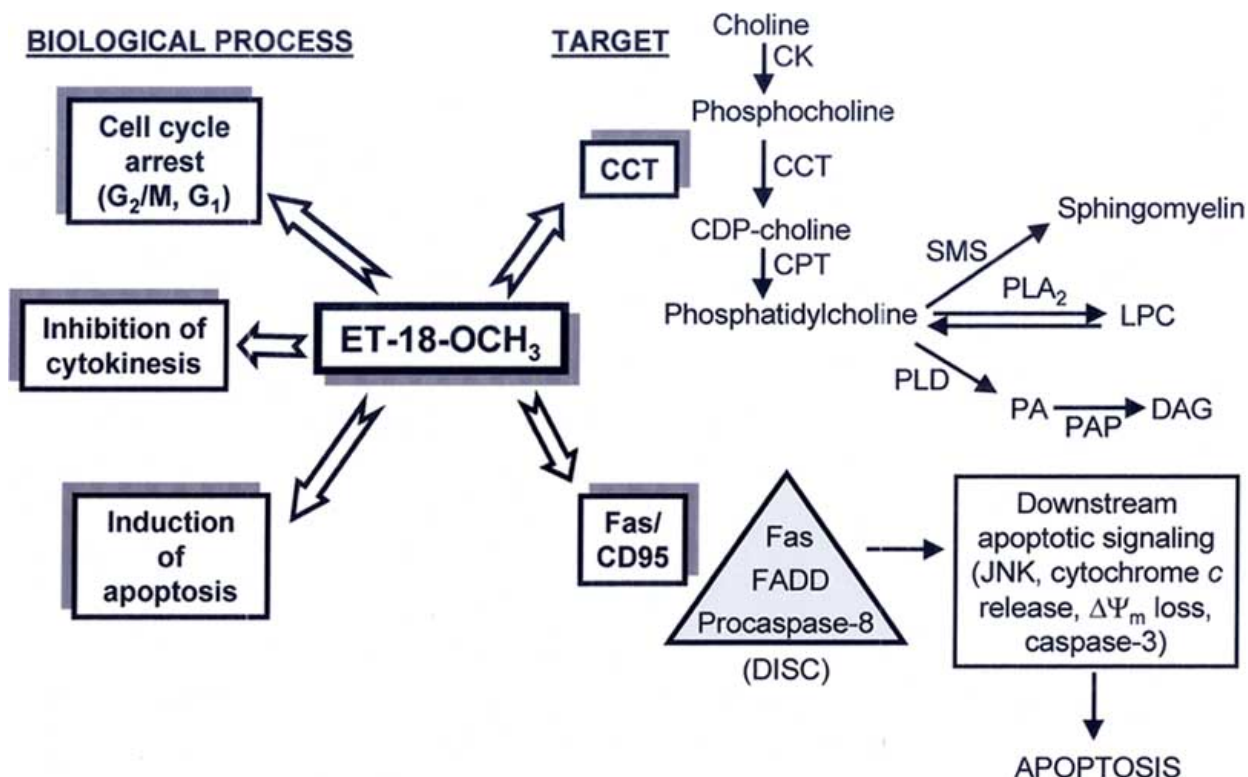 BIOLOGICAL PROCESS
TARGET
Cell cycle
arrest
(G₂/M, G₁)
Inhibition of
cytokinesis
Induction
of
apoptosis
ET-18-OCH₃
CCT
Choline
CK
Phosphocholine
CCT
CDP-choline
CPT
Phosphatidylcholine
SMS
Sphingomyelin
PLA₂
LPC
PLD
PA
PAP
DAG
Fas/
CD95
Fas
FADD
Procaspase-8
(DISC)
Downstream
apoptotic signaling
(JNK, cytochrome c
release, ΔΨₘ loss,
caspase-3)
APOPTOSIS